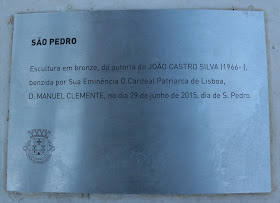 SÃO PEDRO
Escultura em bronze, da autoria de JOÃO CASTRO SILVA (1966- ),
benzida por Sua Eminência O Cardeal Patriarca de Lisboa,
D. MANUEL CLEMENTE, no dia 29 de junho de 2015, dia de S. Pedro.